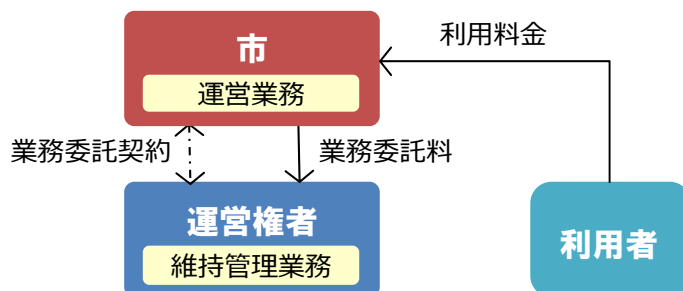 利用料金
市
運営業務
業務委託契約
業務委託料
運営権者
維持管理業務
利用者